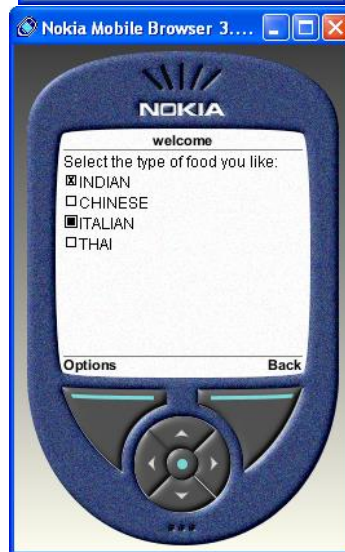 Nokia Mobile Browser 3....
NOKIA
welcome
Select the type of food you like:
INDIAN
CHINESE
ITALIAN
THAI
Options Back